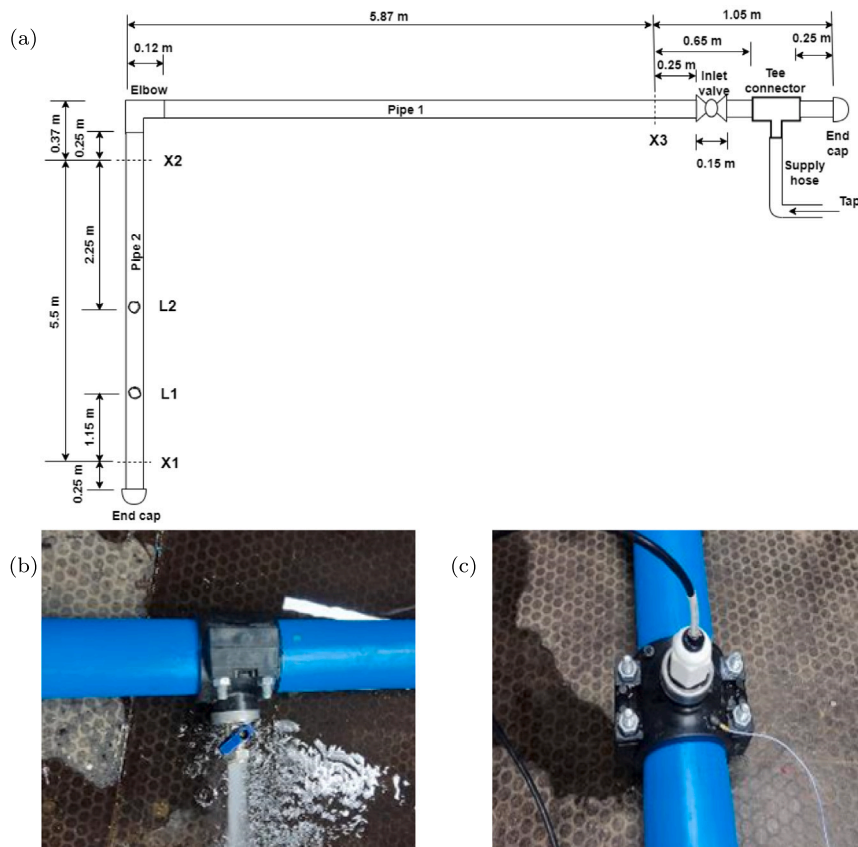 (a)
5.87 m
1.05 m
0.12 m
0.65 m
0.25 m
0.25 m
Elbow
Inlet
valve
Tee
connector
Pipe 1
0.37 m
0.25 m
X2
X3
0.15 m
End
cap
Supply
hose
Tap
2.25 m
Pipe 2
5.5 m
L2
L1
1.15 m
X1
0.25 m
End cap
(b)
(c)